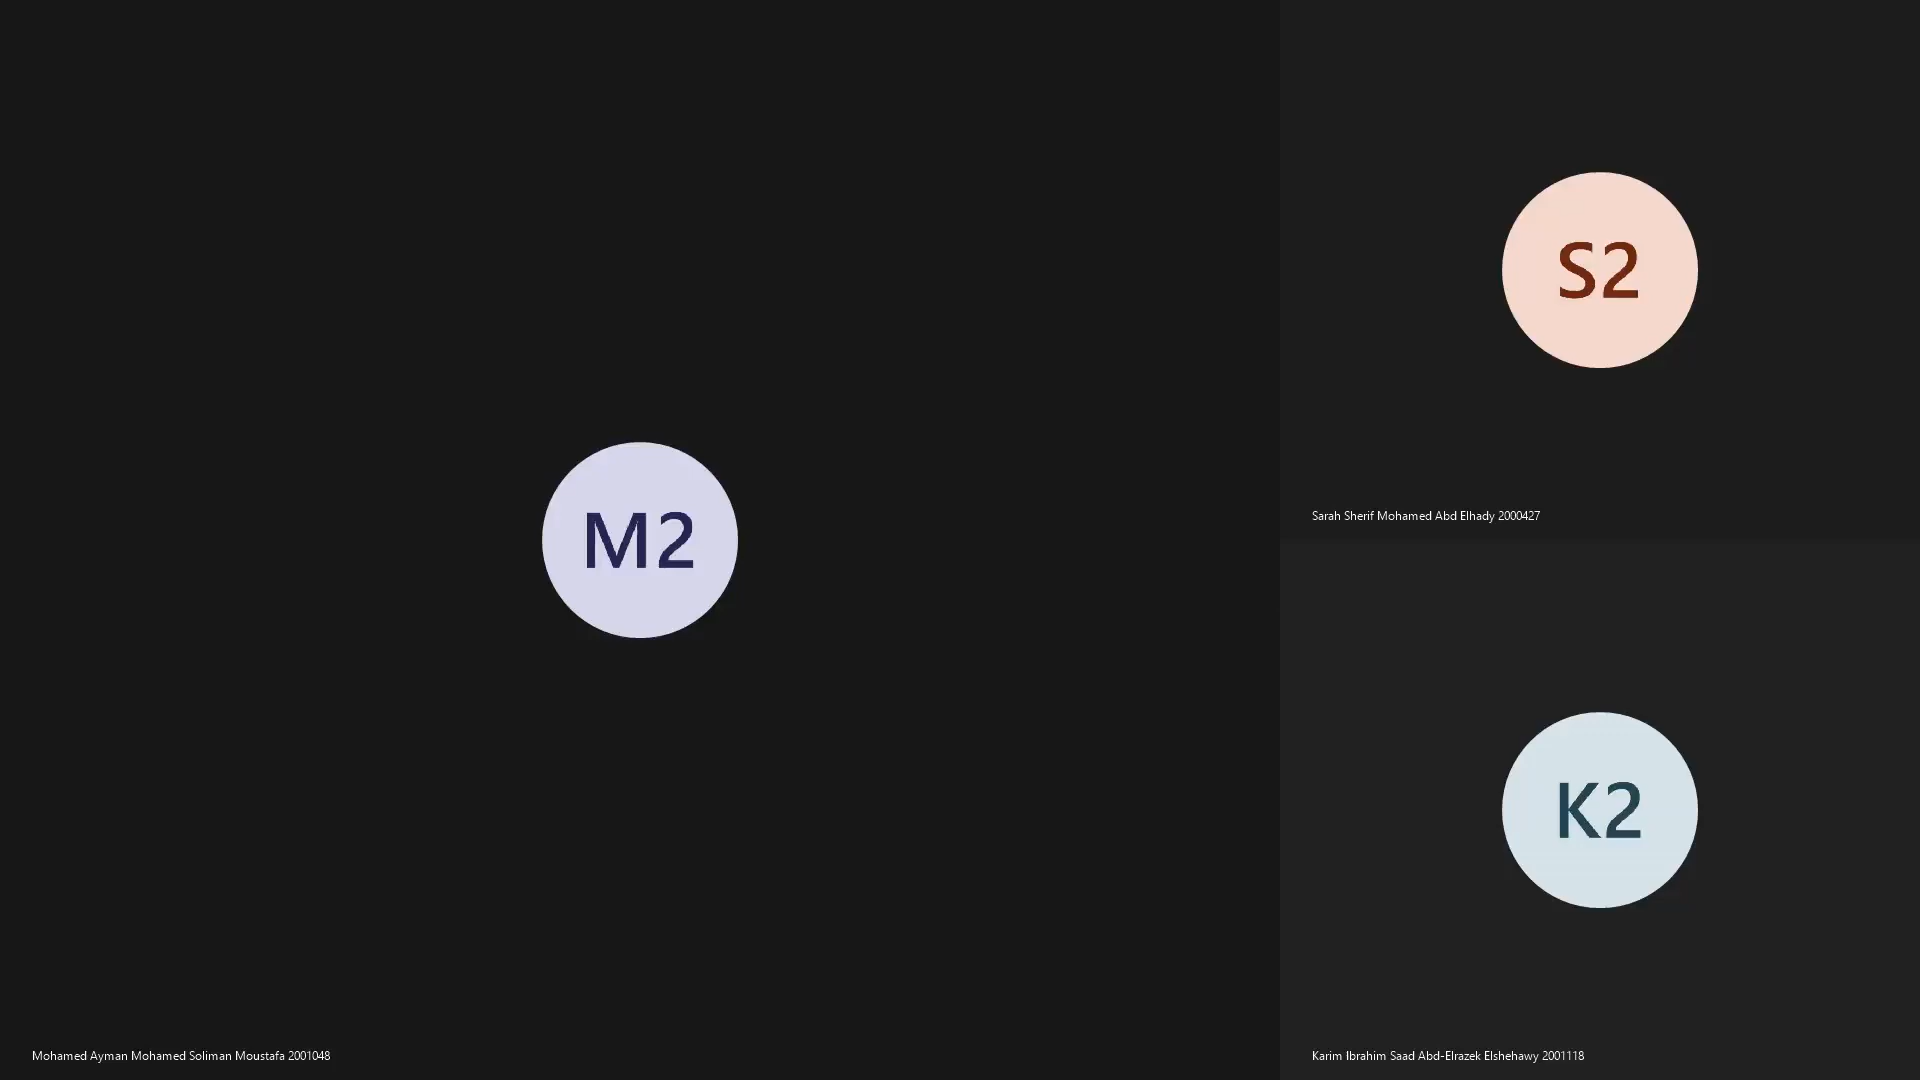 M2
Mohamed Ayman Mohamed Soliman Moustafa 2001048
S2
Sarah Sherif Mohamed Abd Elhady 2000427
K2
Karim Ibrahim Saad Abd-Elrazek Elshehawy 2001118